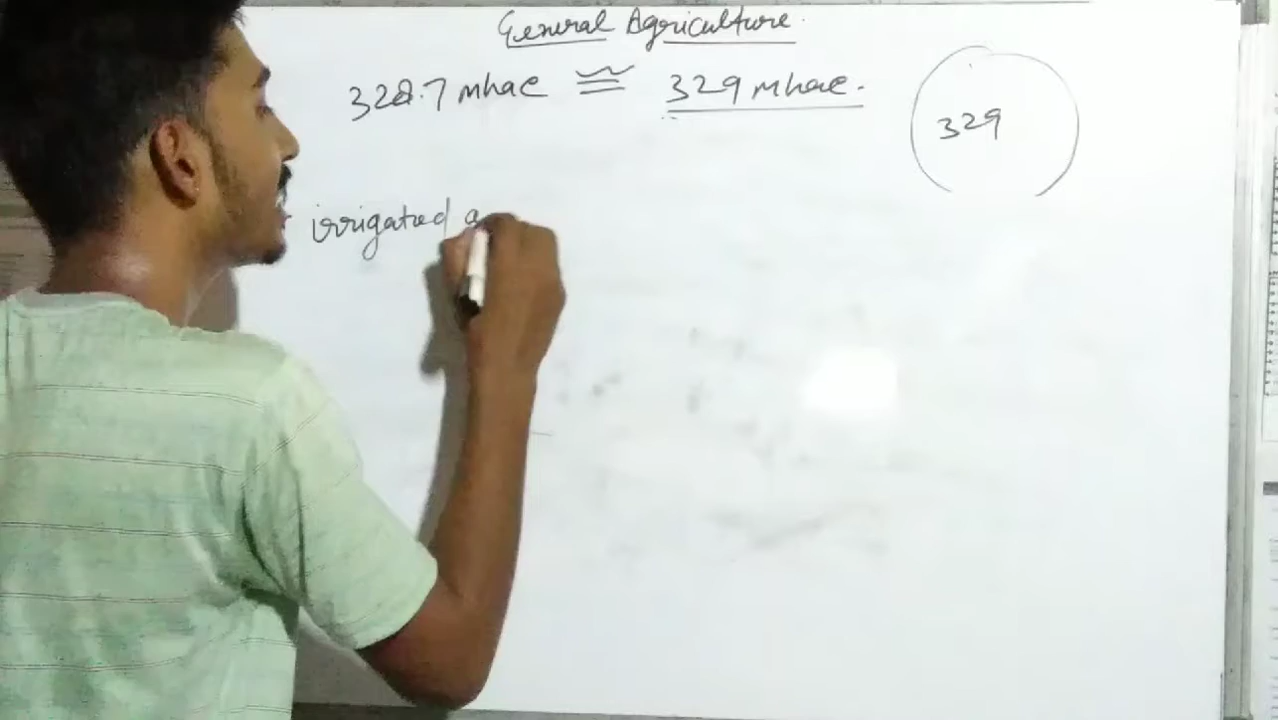 General Agriculture.
328.7 mhac ≅ 329 mhac.
329
irrigated a